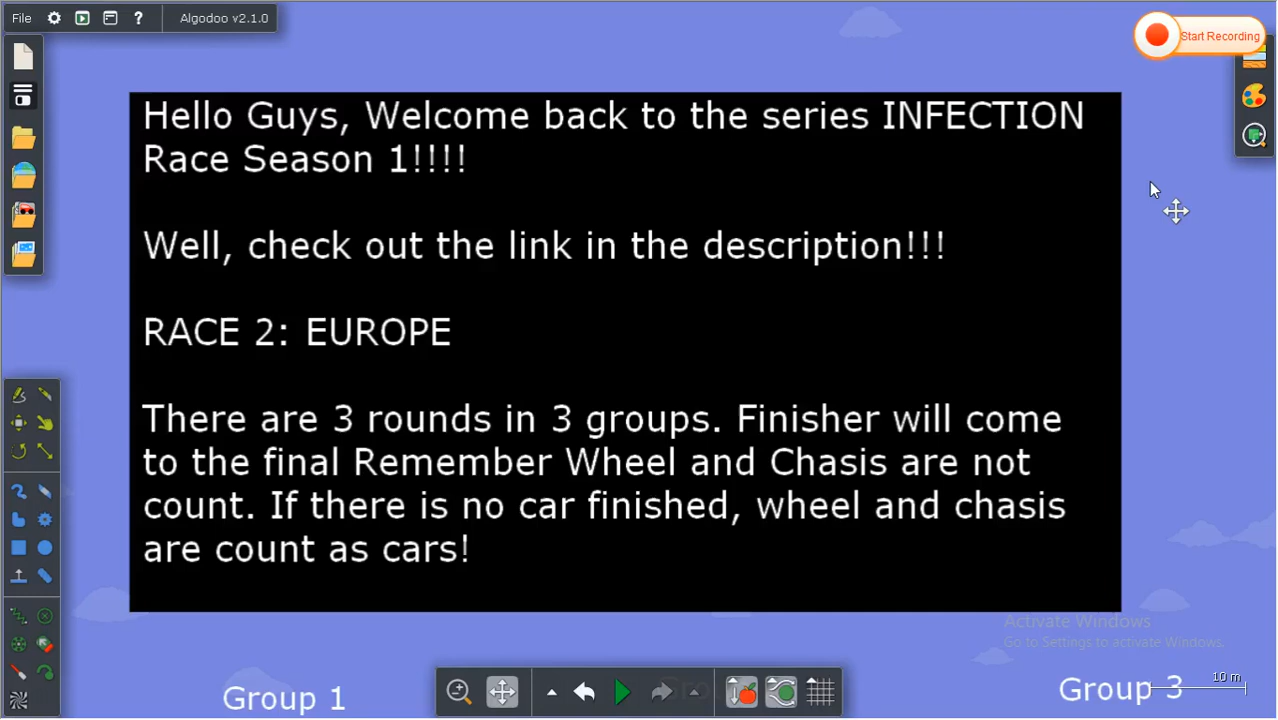 File
?
Algodoo v2.1.0
Start Recording
Hello Guys, Welcome back to the series INFECTION
Race Season 1!!!!
Well, check out the link in the description!!!
RACE 2: EUROPE
There are 3 rounds in 3 groups. Finisher will come
to the final Remember Wheel and Chasis are not
count. If there is no car finished, wheel and chasis
are count as cars!
Activate Windows
Go to Settings to activate Windows.
Group 1
Group 3
10 m